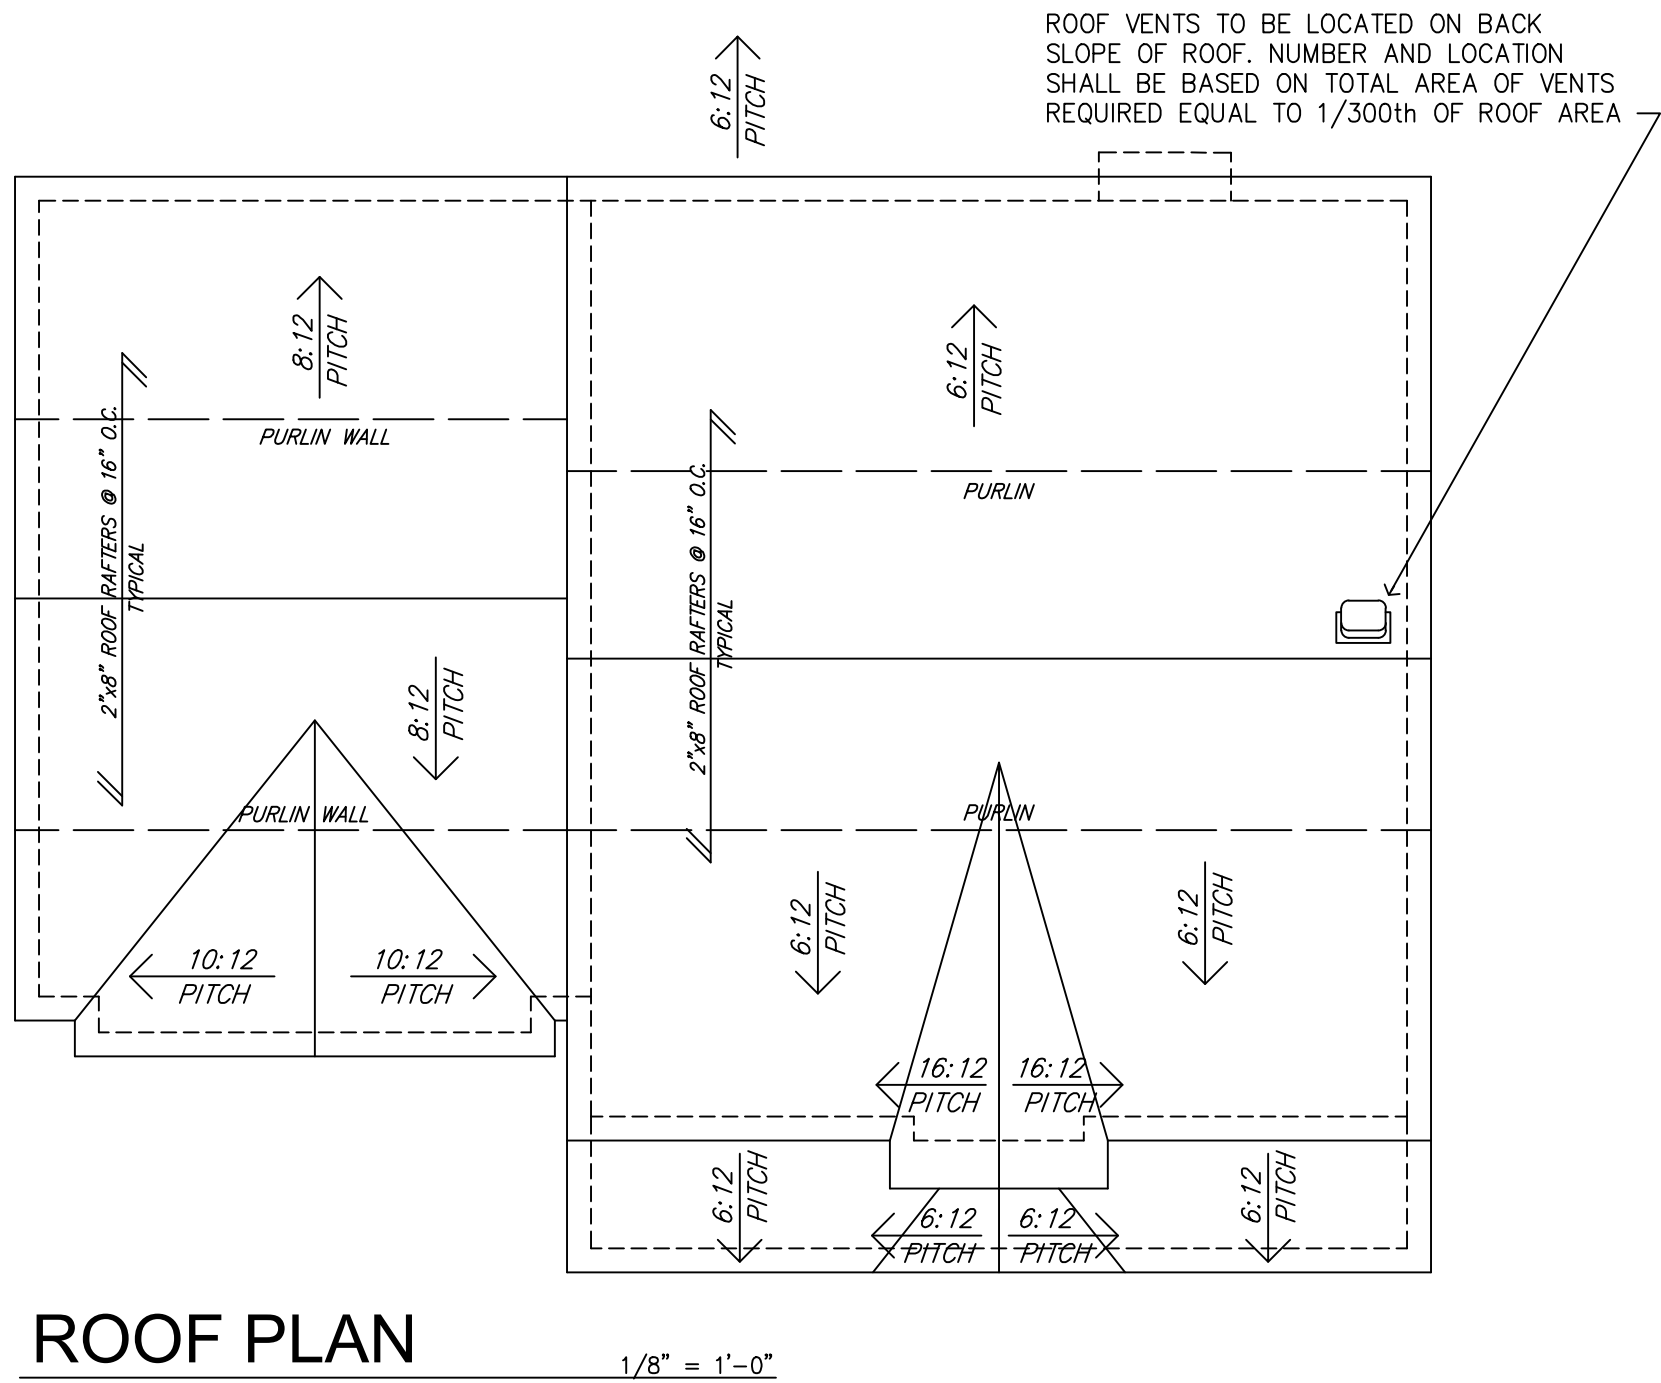 ROOF VENTS TO BE LOCATED ON BACK
SLOPE OF ROOF. NUMBER AND LOCATION
SHALL BE BASED ON TOTAL AREA OF VENTS
REQUIRED EQUAL TO 1/300th OF ROOF AREA
6:12
PITCH
8:12
PITCH
6:12
PITCH
PURLIN WALL
PURLIN
2"x8" ROOF RAFTERS @ 16" O.C.
TYPICAL
2"x8" ROOF RAFTERS @ 16" O.C.
TYPICAL
8:12
PITCH
PURLIN WALL
PURLIN
6:12
PITCH
6:12
PITCH
10:12
PITCH
10:12
PITCH
16:12
PITCH
16:12
PITCH
6:12
PITCH
6:12
PITCH
6:12
PITCH
6:12
PITCH
ROOF PLAN
1/8" = 1'-0"